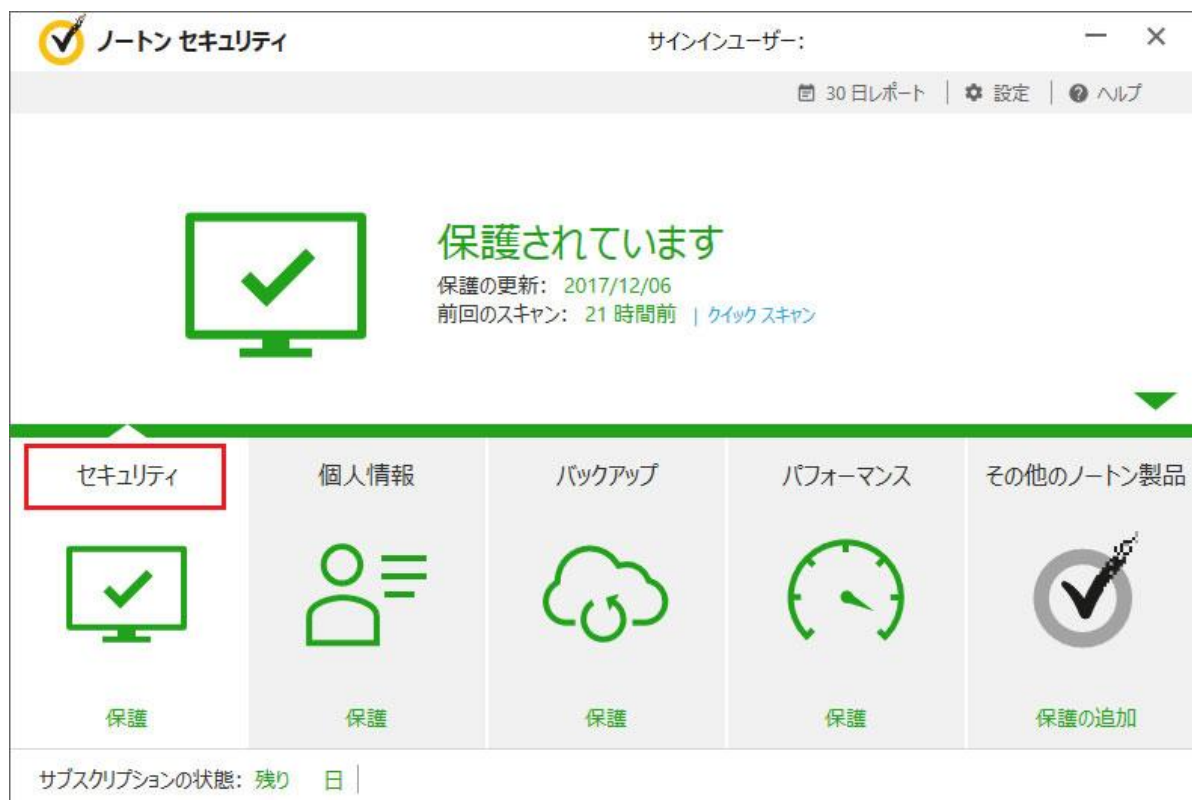 ノートン セキュリティ サインインユーザー:
30 日レポート 設定 ヘルプ
保護されています
保護の更新: 2017/12/06
前回のスキャン: 21 時間前 | クイック スキャン
セキュリティ 個人情報 バックアップ パフォーマンス その他のノートン製品
保護 保護 保護 保護 保護の追加
サブスクリプションの状態: 残り 日